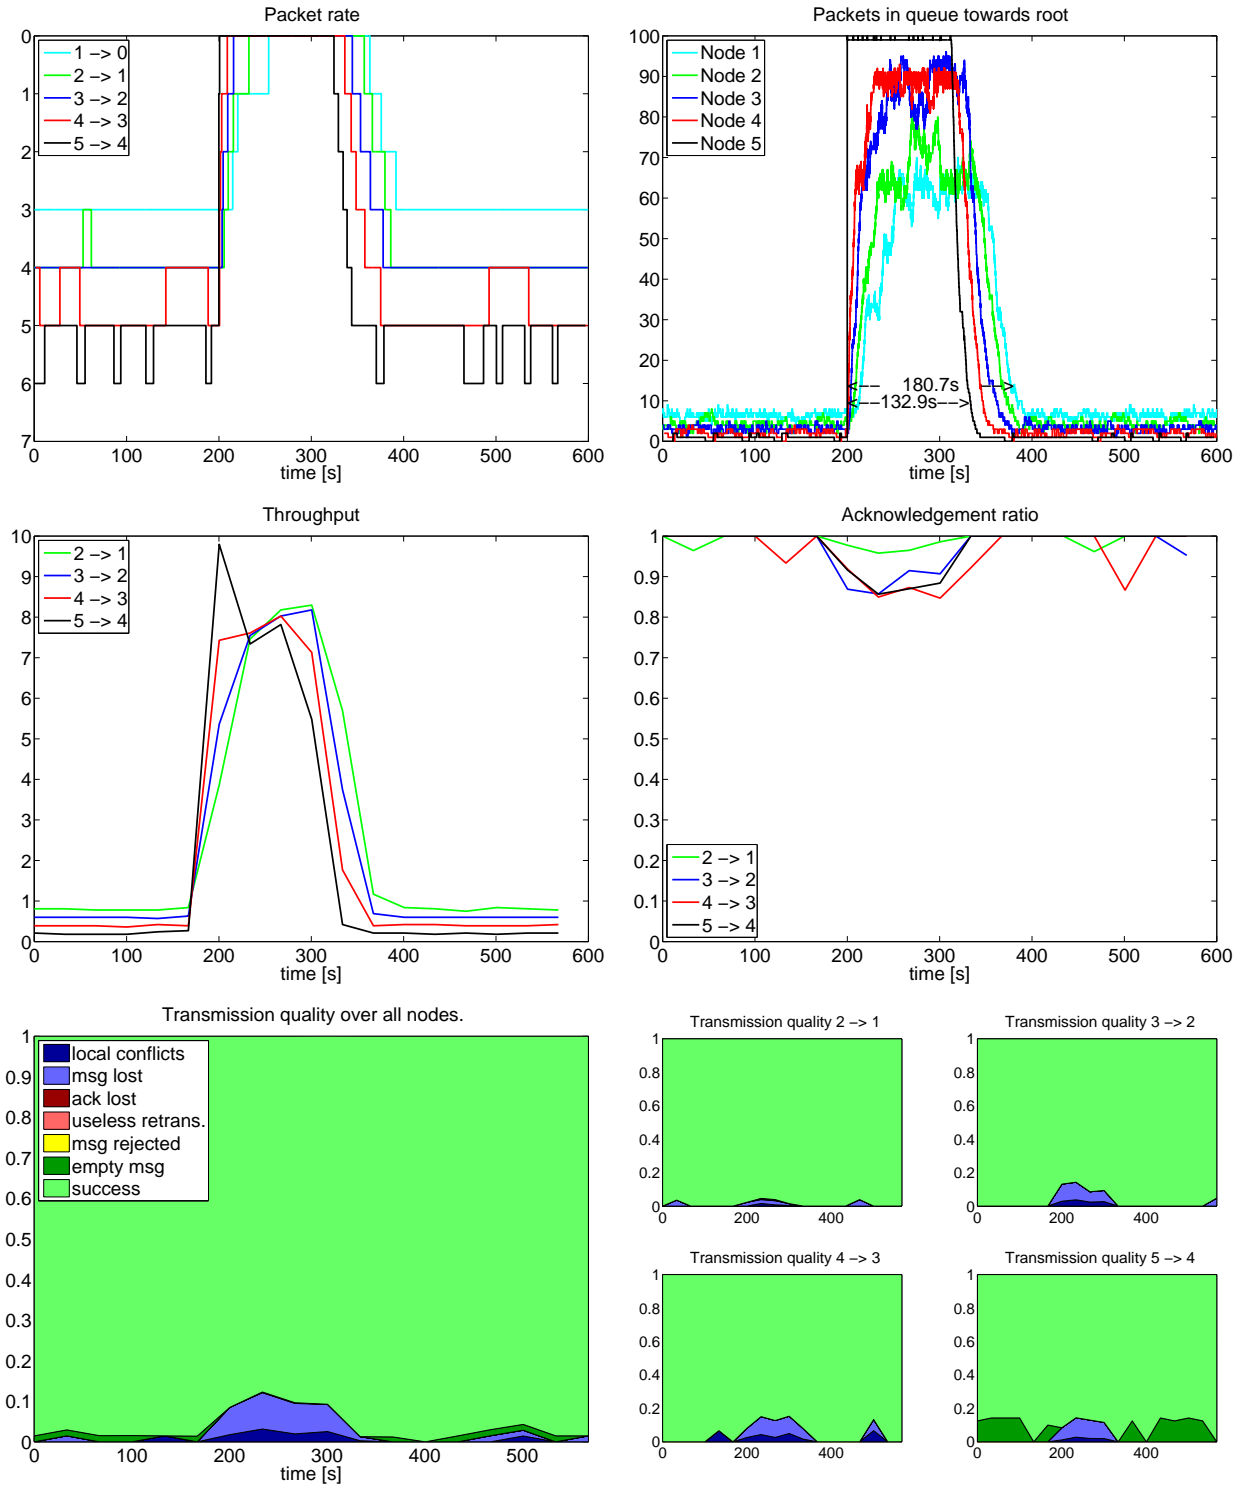 Packet rate
0
1
2
3
4
5
6
7
0 100 200 300 400 500 600
time [s]
1 −> 0
2 −> 1
3 −> 2
4 −> 3
5 −> 4
Packets in queue towards root
100
90
80
70
60
50
40
30
20
10
0
0 100 200 300 400 500 600
time [s]
Node 1
Node 2
Node 3
Node 4
Node 5
<−− 180.7s −−>
<−−132.9s−−>
Throughput
10
9
8
7
6
5
4
3
2
1
0
0 100 200 300 400 500 600
time [s]
2 −> 1
3 −> 2
4 −> 3
5 −> 4
Acknowledgement ratio
1
0.9
0.8
0.7
0.6
0.5
0.4
0.3
0.2
0.1
0
0 100 200 300 400 500 600
time [s]
2 −> 1
3 −> 2
4 −> 3
5 −> 4
Transmission quality over all nodes.
1
0.9
0.8
0.7
0.6
0.5
0.4
0.3
0.2
0.1
0
0 100 200 300 400 500
time [s]
local conflicts
msg lost
ack lost
useless retrans.
msg rejected
empty msg
success
Transmission quality 2 −> 1
1
0.8
0.6
0.4
0.2
0
0 200 400
Transmission quality 3 −> 2
1
0.8
0.6
0.4
0.2
0
0 200 400
Transmission quality 4 −> 3
1
0.8
0.6
0.4
0.2
0
0 200 400
Transmission quality 5 −> 4
1
0.8
0.6
0.4
0.2
0
0 200 400